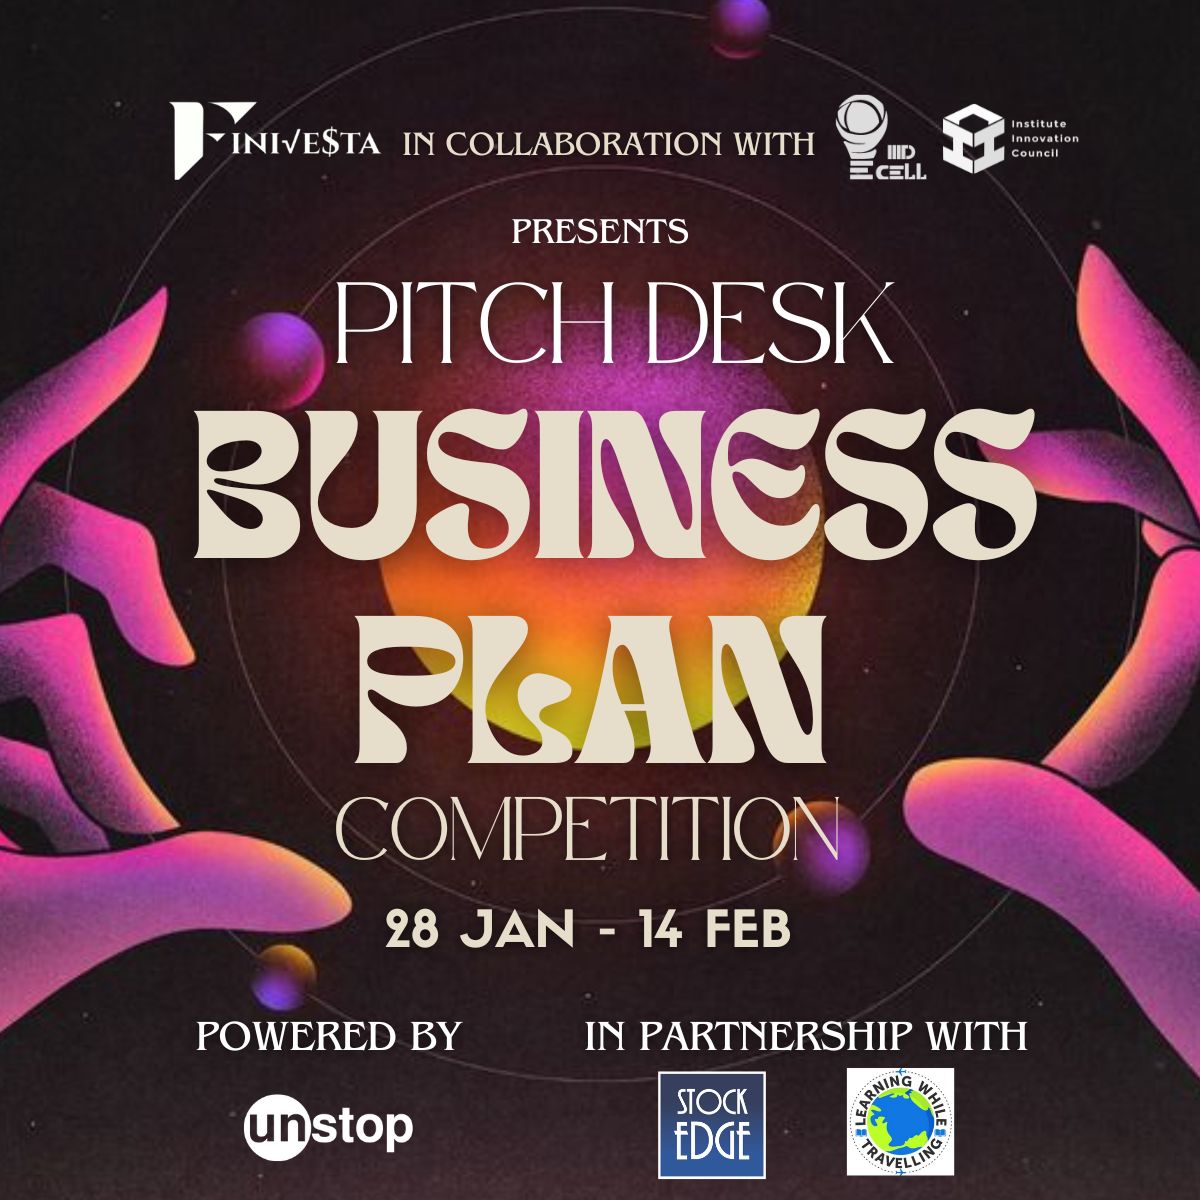 FINIVE$TA IN COLLABORATION WITH
IIID
E CELL
Institute
Innovation
Council
PRESENTS
PITCH DESK
BUSINESS
PLAN
COMPETITION
28 JAN - 14 FEB
POWERED BY
IN PARTNERSHIP WITH
unstop
STOCK
EDGE
LEARNING WHILE
TRAVELLING